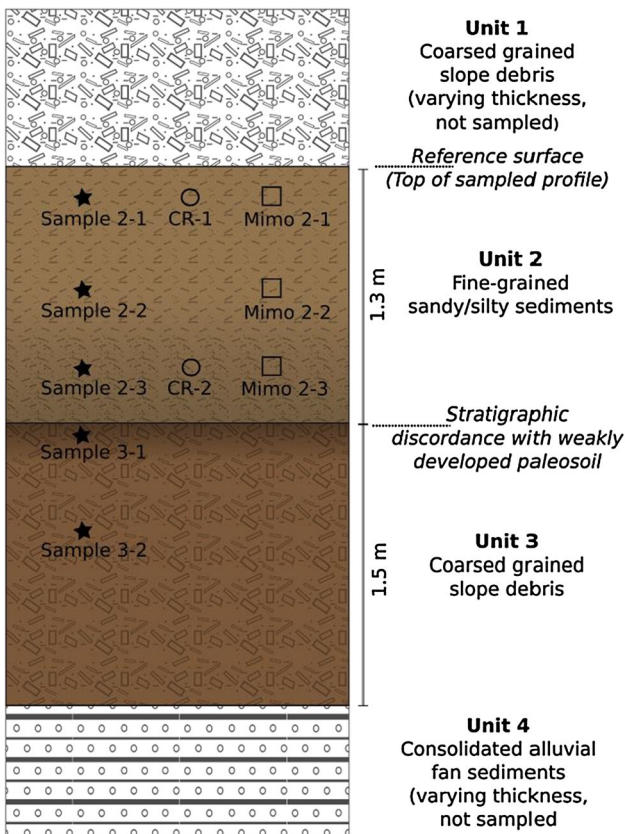 Unit 1
Coarsed grained
slope debris
(varying thickness,
not sampled)
Reference surface
(Top of sampled profile)
Sample 2-1 CR-1 Mimo 2-1
Unit 2
Fine-grained
sandy/silty sediments
1.3 m
Sample 2-2 Mimo 2-2
Sample 2-3 CR-2 Mimo 2-3
Stratigraphic
discordance with weakly
developed paleosoil
Sample 3-1
Sample 3-2
Unit 3
Coarsed grained
slope debris
1.5 m
Unit 4
Consolidated alluvial
fan sediments
(varying thickness,
not sampled